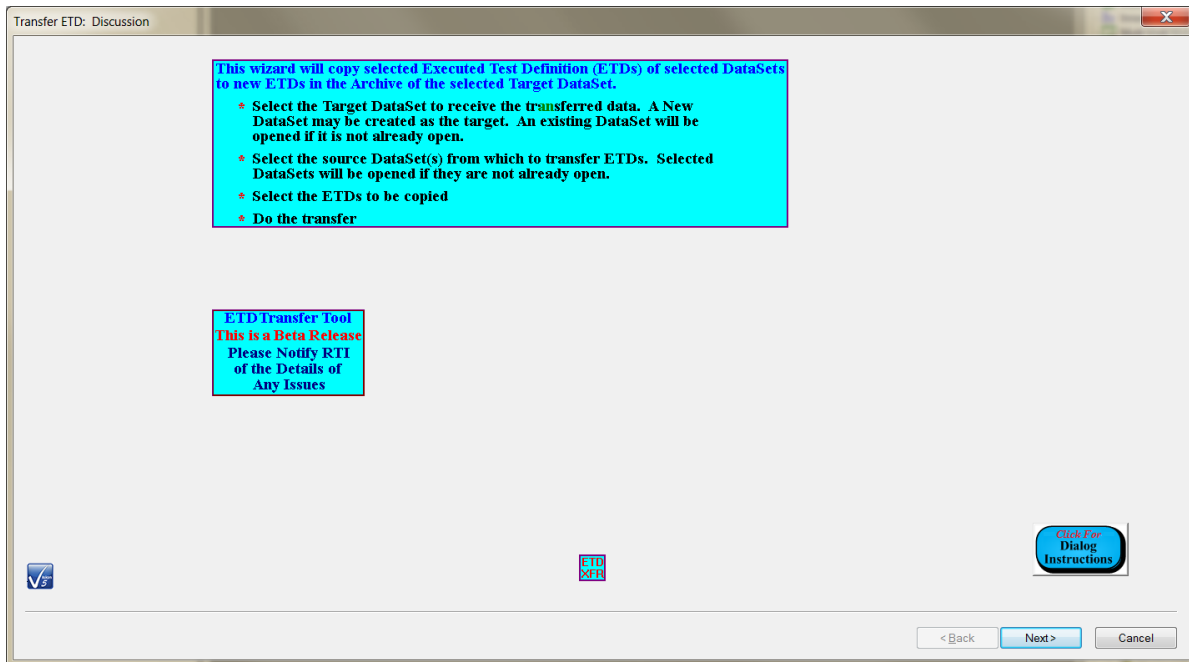 Transfer ETD: Discussion
This wizard will copy selected Executed Test Definition (ETDs) of selected DataSets
to new ETDs in the Archive of the selected Target DataSet.
* Select the Target DataSet to receive the transferred data. A New
DataSet may be created as the target. An existing DataSet will be
opened if it is not already open.
* Select the source DataSet(s) from which to transfer ETDs. Selected
DataSets will be opened if they are not already open.
* Select the ETDs to be copied
* Do the transfer
ETD Transfer Tool
This is a Beta Release
Please Notify RTI
of the Details of
Any Issues
Click For
Dialog
Instructions
ETD
XFR
< Back
Next >
Cancel